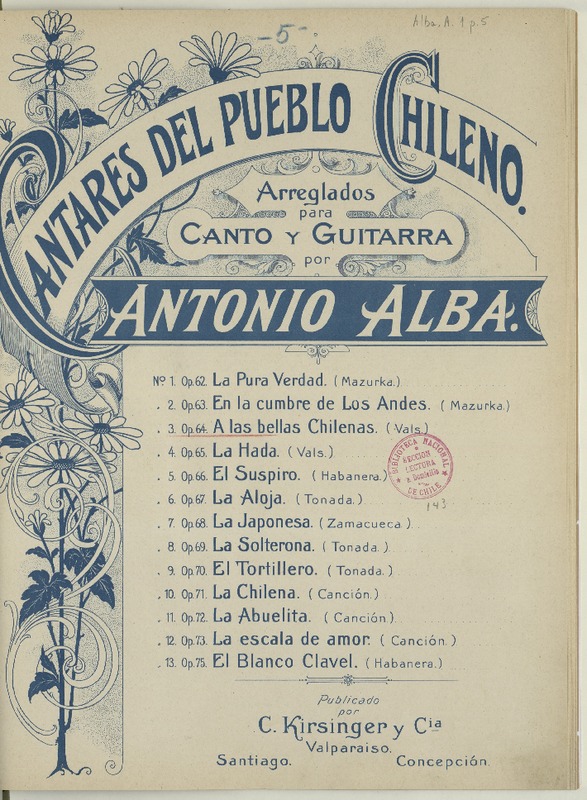 Alba, A. 1 p. 5
-5-
CANTARES DEL PUEBLO CHILENO.
Arreglados
para
CANTO Y GUITARRA
por
ANTONIO ALBA.
Nº 1. Op.62. La Pura Verdad. (Mazurka.)
„ 2. Op.63. En la cumbre de Los Andes. (Mazurka.)
„ 3. Op.64. A las bellas Chilenas. (Vals.)
„ 4. Op.65. La Hada. (Vals.)
„ 5. Op.66. El Suspiro. (Habanera.)
„ 6. Op.67. La Aloja. (Tonada.)
„ 7. Op.68. La Japonesa. (Zamacueca.)
„ 8. Op.69. La Solterona. (Tonada.)
„ 9. Op.70. El Tortillero. (Tonada.)
„ 10. Op.71. La Chilena. (Canción.)
„ 11. Op.72. La Abuelita. (Canción)
„ 12. Op.73. La escala de amor. (Canción.)
„ 13. Op.75. El Blanco Clavel. (Habanera.)
BIBLIOTECA NACIONAL
SECCION
LECTORA
a Domicilio
DE CHILE
143
Publicado
por
C. Kirsinger y Cia
Valparaiso.
Santiago. Concepción.